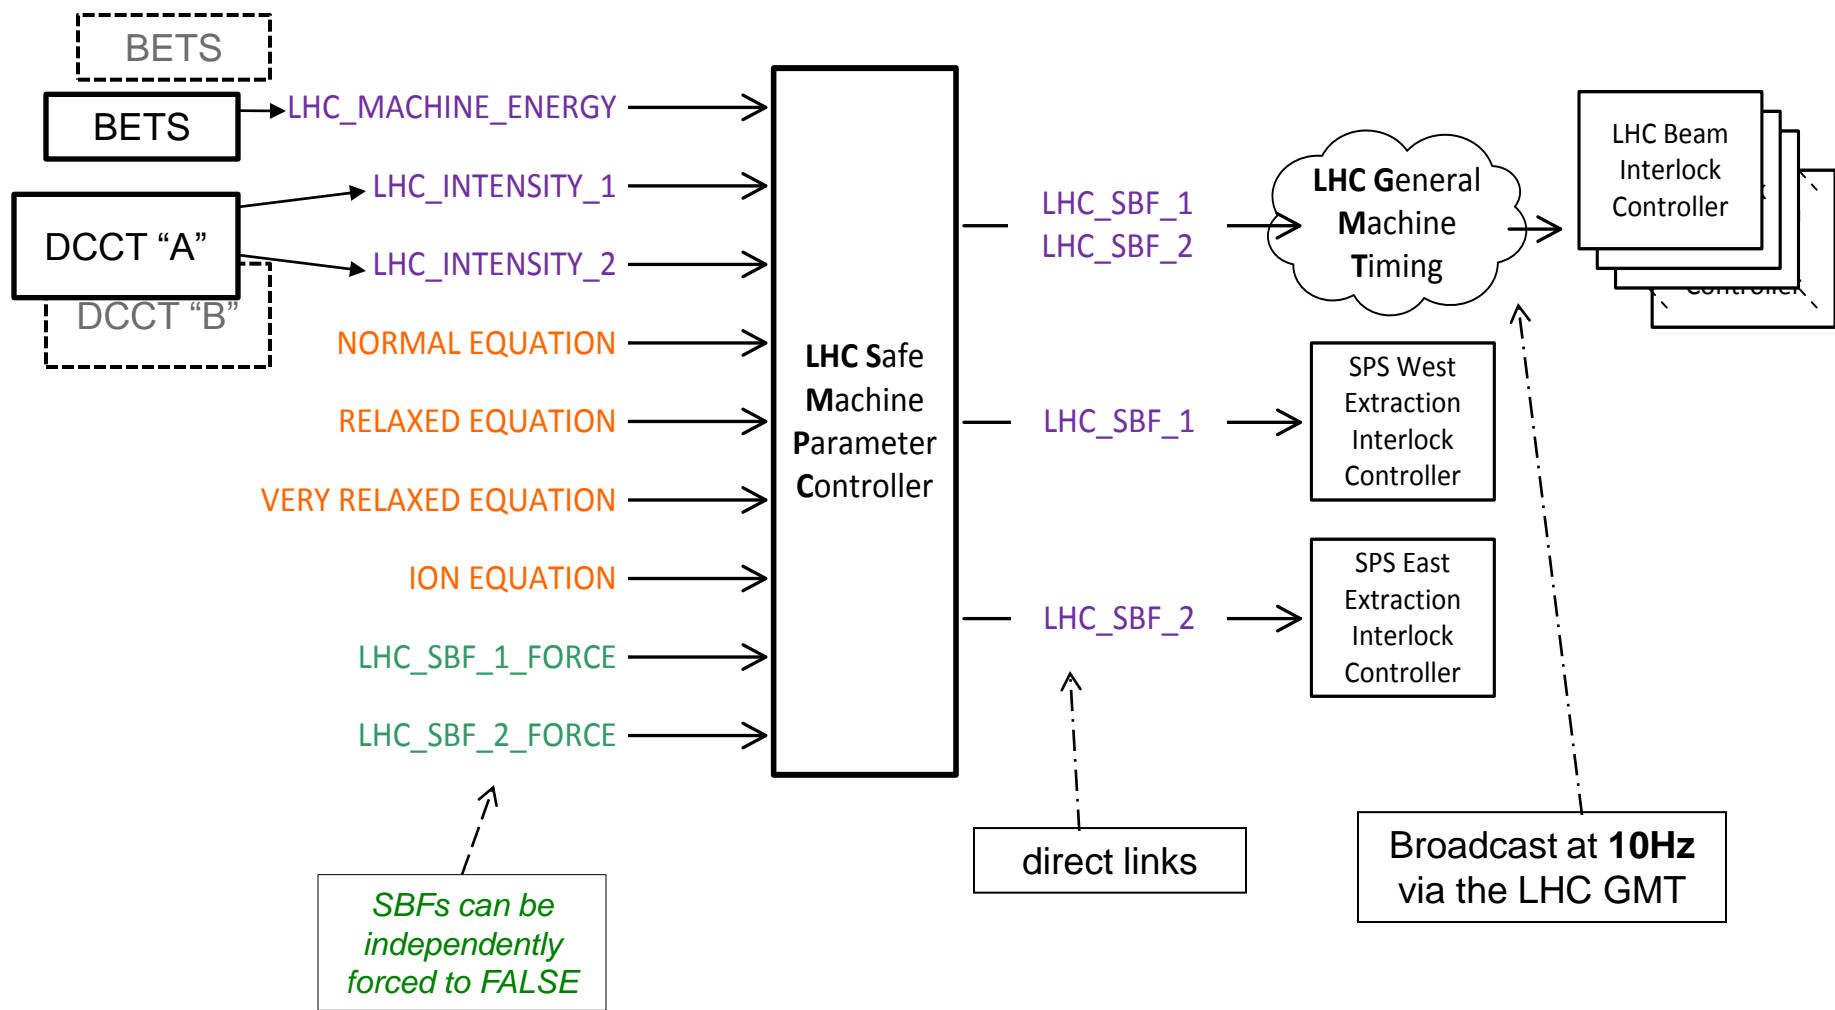 BETS
BETS
DCCT “A”
DCCT “B”
LHC_MACHINE_ENERGY
LHC_INTENSITY_1
LHC_INTENSITY_2
NORMAL EQUATION
RELAXED EQUATION
VERY RELAXED EQUATION
ION EQUATION
LHC_SBF_1_FORCE
LHC_SBF_2_FORCE
SBFs can be
independently
forced to FALSE
LHC Safe
Machine
Parameter
Controller
LHC_SBF_1
LHC_SBF_2
LHC_SBF_1
LHC_SBF_2
direct links
LHC General
Machine
Timing
LHC Beam
Interlock
Controller
Controller
SPS West
Extraction
Interlock
Controller
SPS East
Extraction
Interlock
Controller
Broadcast at 10Hz
via the LHC GMT